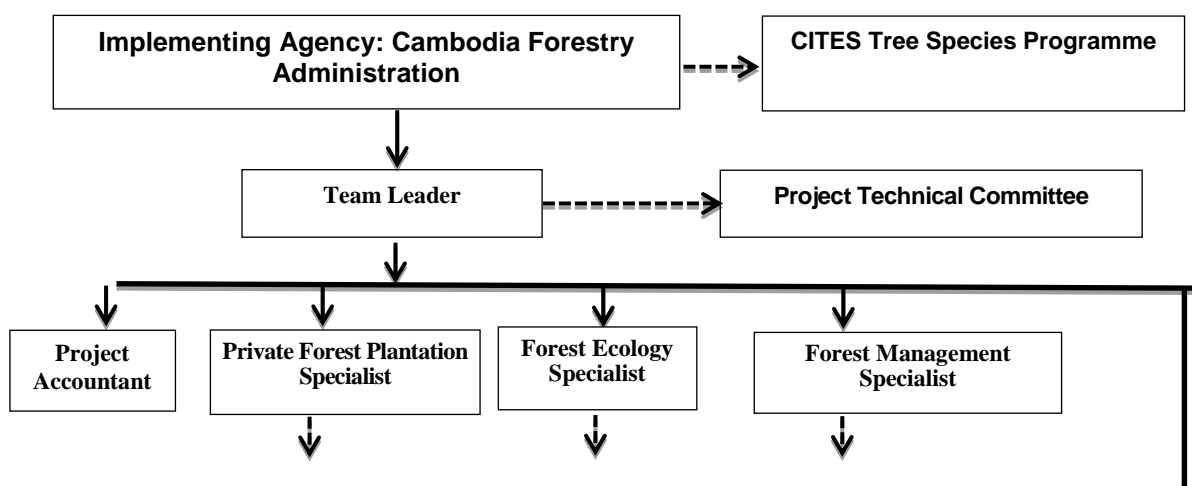 Implementing Agency: Cambodia Forestry
Administration
CITES Tree Species Programme
Team Leader
Project Technical Committee
Project
Accountant
Private Forest Plantation
Specialist
Forest Ecology
Specialist
Forest Management
Specialist